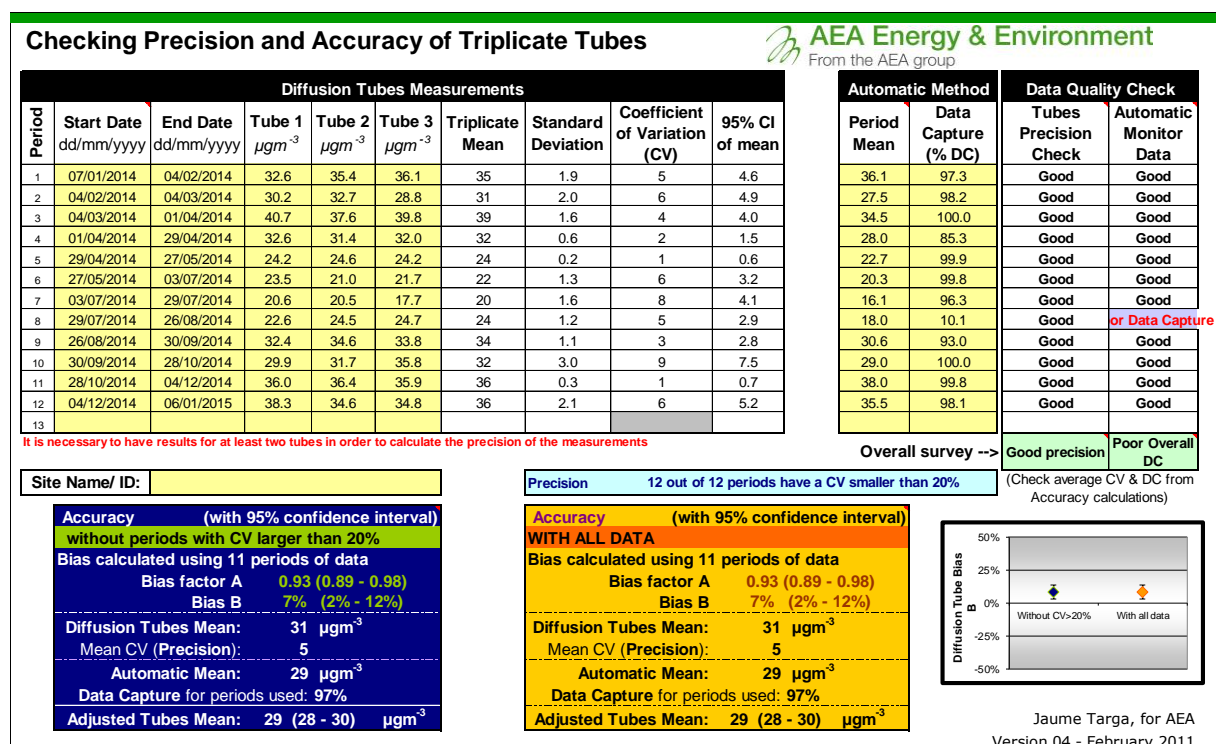 Checking Precision and Accuracy of Triplicate Tubes
AEA Energy & Environment
From the AEA group
Diffusion Tubes Measurements
Automatic Method
Data Quality Check
Period
Start Date dd/mm/yyyy
End Date dd/mm/yyyy
Tube 1 µgm-3
Tube 2 µgm-3
Tube 3 µgm-3
Triplicate Mean
Standard Deviation
Coefficient of Variation (CV)
95% CI of mean
Period Mean
Data Capture (% DC)
Tubes Precision Check
Automatic Monitor Data
1 07/01/2014 04/02/2014 32.6 35.4 36.1 35 1.9 5 4.6 36.1 97.3 Good Good
2 04/02/2014 04/03/2014 30.2 32.7 28.8 31 2.0 6 4.9 27.5 98.2 Good Good
3 04/03/2014 01/04/2014 40.7 37.6 39.8 39 1.6 4 4.0 34.5 100.0 Good Good
4 01/04/2014 29/04/2014 32.6 31.4 32.0 32 0.6 2 1.5 28.0 85.3 Good Good
5 29/04/2014 27/05/2014 24.2 24.6 24.2 24 0.2 1 0.6 22.7 99.9 Good Good
6 27/05/2014 03/07/2014 23.5 21.0 21.7 22 1.3 6 3.2 20.3 99.8 Good Good
7 03/07/2014 29/07/2014 20.6 20.5 17.7 20 1.6 8 4.1 16.1 96.3 Good Good
8 29/07/2014 26/08/2014 22.6 24.5 24.7 24 1.2 5 2.9 18.0 10.1 Good or Data Capture
9 26/08/2014 30/09/2014 32.4 34.6 33.8 34 1.1 3 2.8 30.6 93.0 Good Good
10 30/09/2014 28/10/2014 29.9 31.7 35.8 32 3.0 9 7.5 29.0 100.0 Good Good
11 28/10/2014 04/12/2014 36.0 36.4 35.9 36 0.3 1 0.7 38.0 99.8 Good Good
12 04/12/2014 06/01/2015 38.3 34.6 34.8 36 2.1 6 5.2 35.5 98.1 Good Good
13
It is necessary to have results for at least two tubes in order to calculate the precision of the measurements
Overall survey --> Good precision Poor Overall DC
Site Name/ ID:
Precision 12 out of 12 periods have a CV smaller than 20%
(Check average CV & DC from Accuracy calculations)
Accuracy (with 95% confidence interval)
without periods with CV larger than 20%
Bias calculated using 11 periods of data
Bias factor A 0.93 (0.89 - 0.98)
Bias B 7% (2% - 12%)
Diffusion Tubes Mean: 31 µgm-3
Mean CV (Precision): 5
Automatic Mean: 29 µgm-3
Data Capture for periods used: 97%
Adjusted Tubes Mean: 29 (28 - 30) µgm-3
Accuracy (with 95% confidence interval)
WITH ALL DATA
Bias calculated using 11 periods of data
Bias factor A 0.93 (0.89 - 0.98)
Bias B 7% (2% - 12%)
Diffusion Tubes Mean: 31 µgm-3
Mean CV (Precision): 5
Automatic Mean: 29 µgm-3
Data Capture for periods used: 97%
Adjusted Tubes Mean: 29 (28 - 30) µgm-3
Diffusion Tube Bias B
50%
25%
0%
-25%
-50%
Without CV>20%
With all data
Jaume Targa, for AEA
Version 04 - February 2011